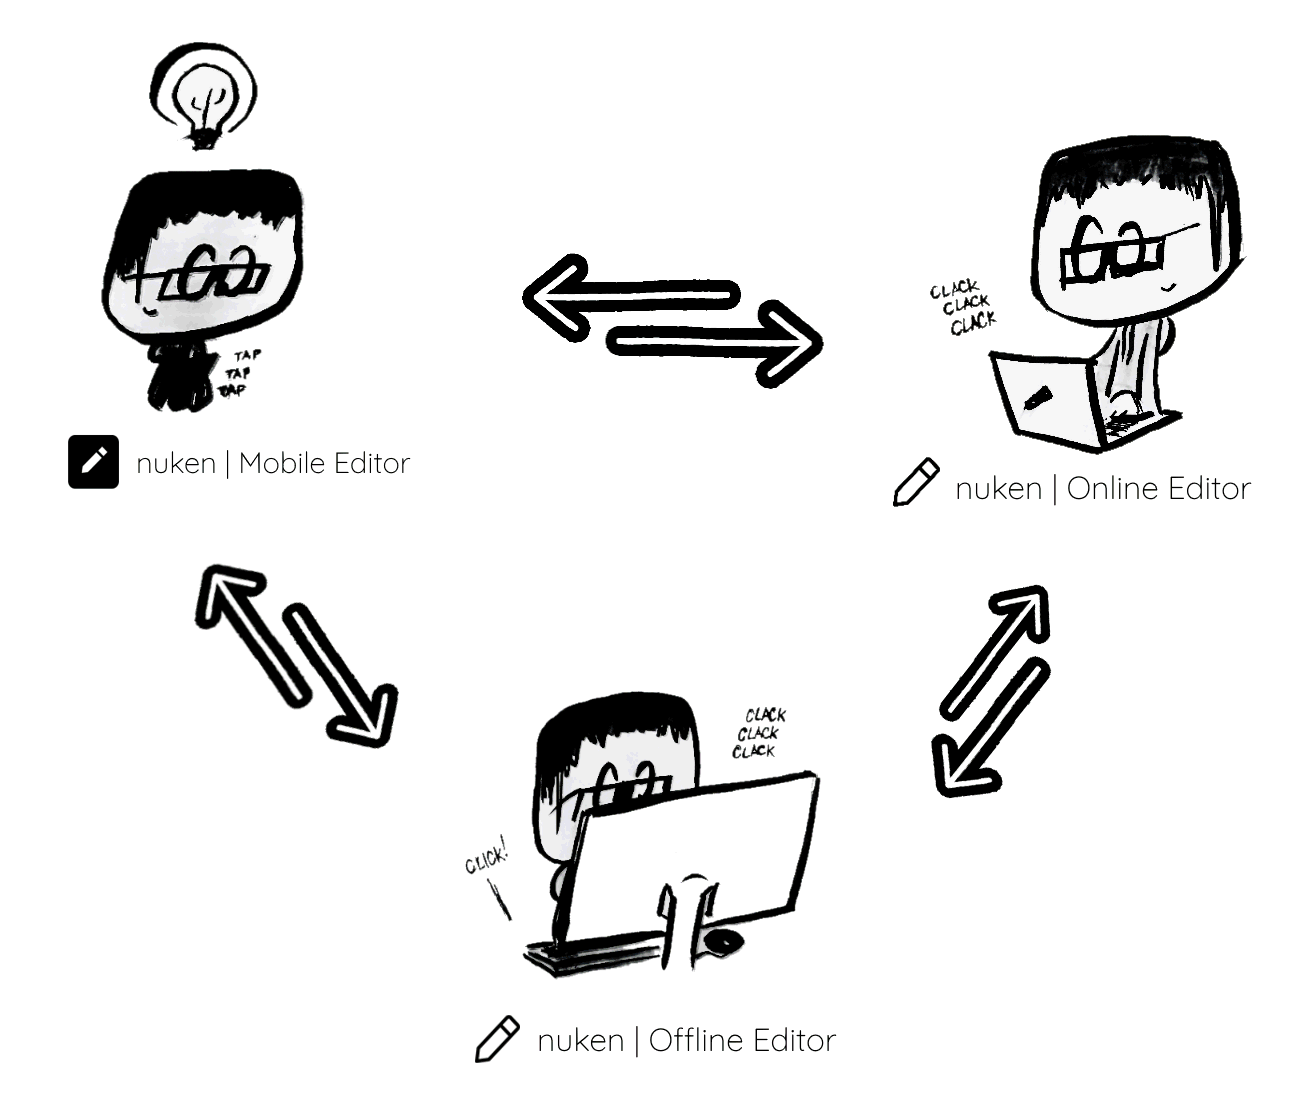 TAP
TAP
TAP
nuken | Mobile Editor
CLACK
CLACK
CLACK
nuken | Online Editor
CLACK
CLACK
CLACK
CLICK!
nuken | Offline Editor